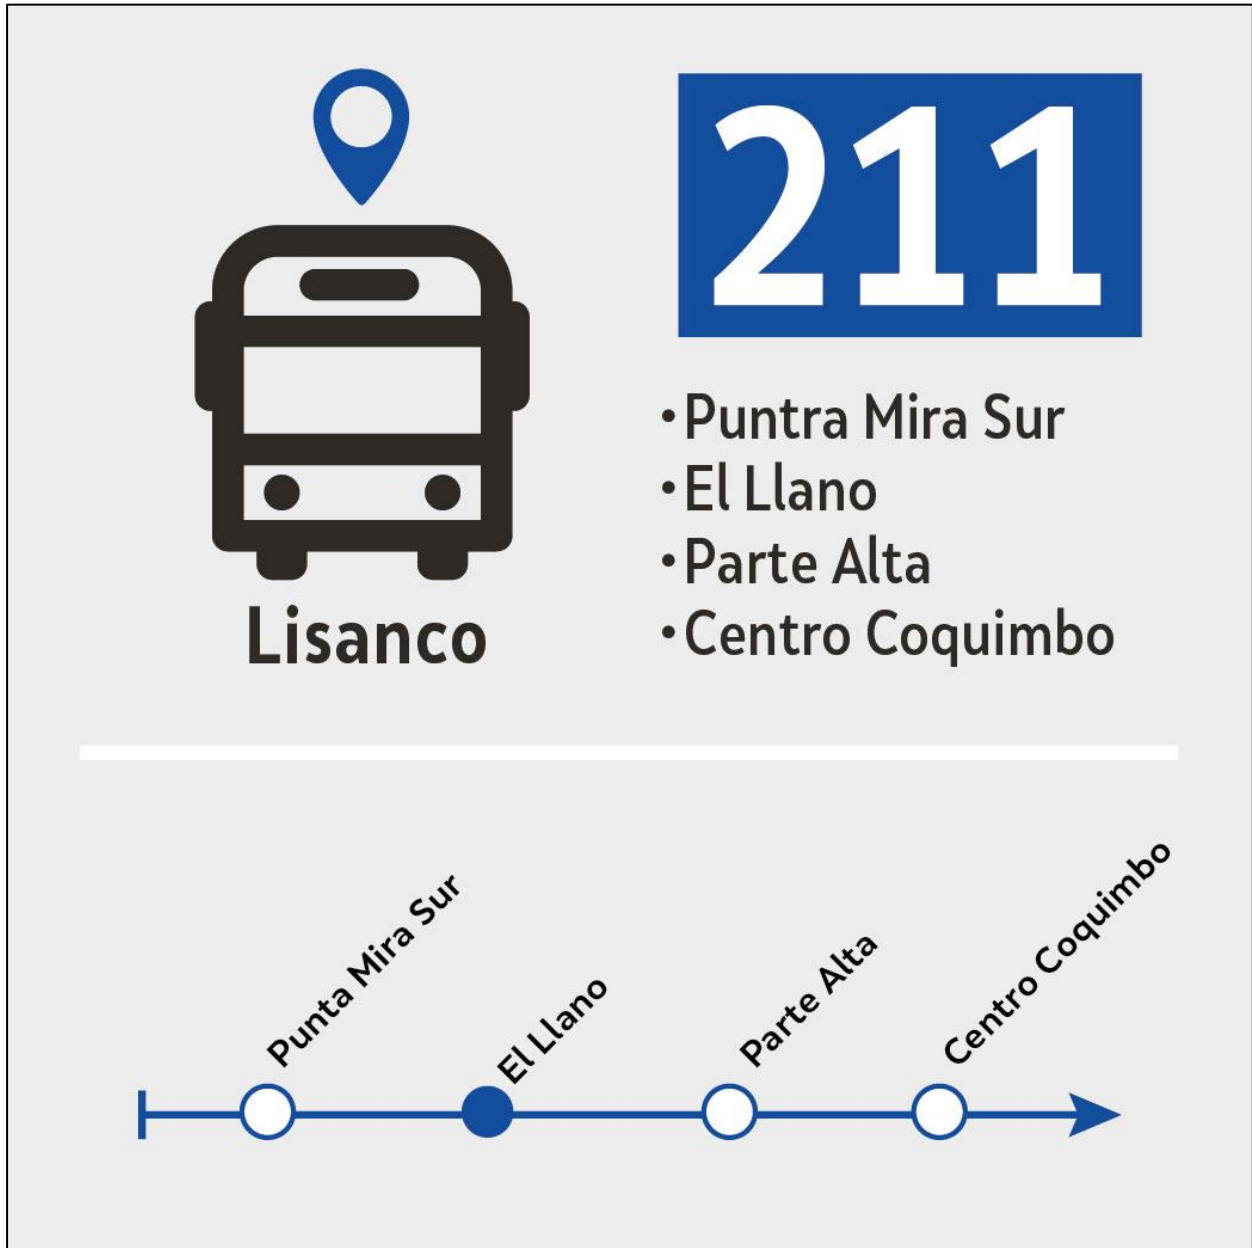 211
• Puntra Mira Sur
• El Llano
• Parte Alta
• Centro Coquimbo
Lisanco
Punta Mira Sur
El Llano
Parte Alta
Centro Coquimbo